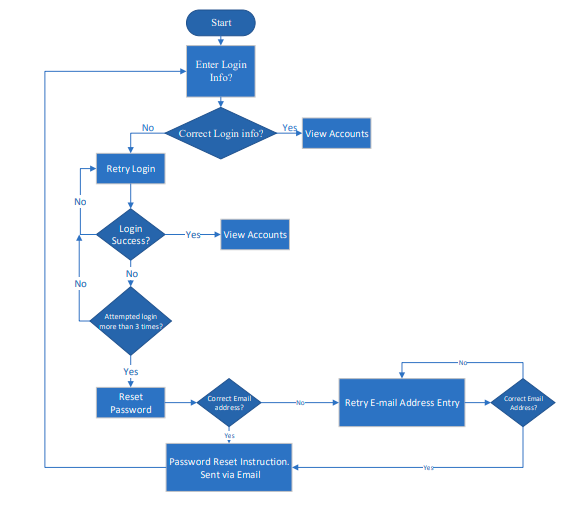 Start
Enter Login
Info?
No
Correct Login info?
Yes
View Accounts
Retry Login
No
Login
Success?
Yes
View Accounts
No
No
Attempted login
more than 3 times?
Yes
Reset
Password
Correct Email
address?
No
Retry E-mail Address Entry
No
Correct Email
Address?
Yes
Password Reset Instruction.
Sent via Email
Yes